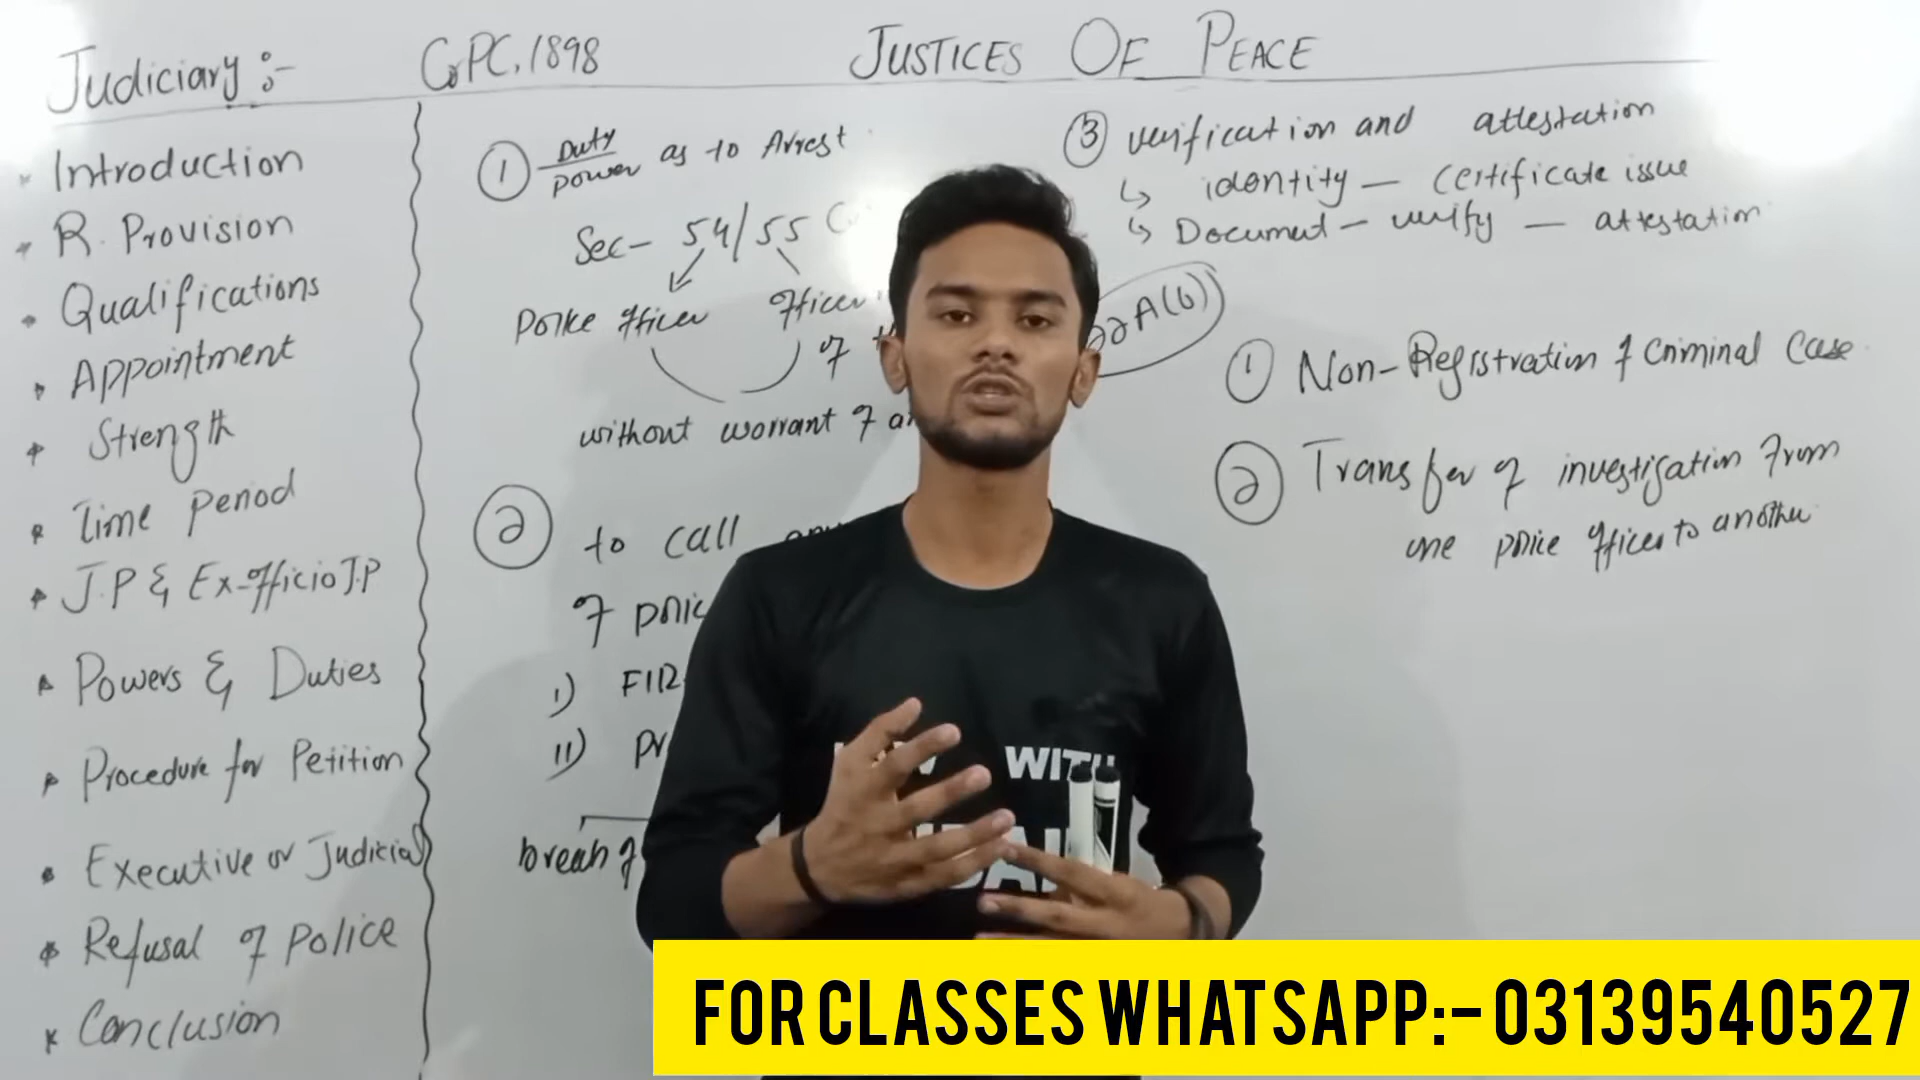 Judiciary :-
CrPC, 1898
JUSTICES OF PEACE
Introduction
R. Provision
Qualifications
Appointment
Strength
Time period
J.P & Ex-officio J.P
Powers & Duties
Procedure for Petition
Executive or Judicial
Refusal of police
Conclusion
① Duty
power as to Arrest
Sec- 54/55
Police officer officer
of
without warrant of
② to call
of
i) FIR
ii)
③ verification and attestation
↳ identity — certificate issue
↳ Document — verify — attestation
22A(6)
① Non-Registration of Criminal Case
② Transfer of investigation from
one police officer to another
WITH
FOR CLASSES WHATSAPP:- 03139540527